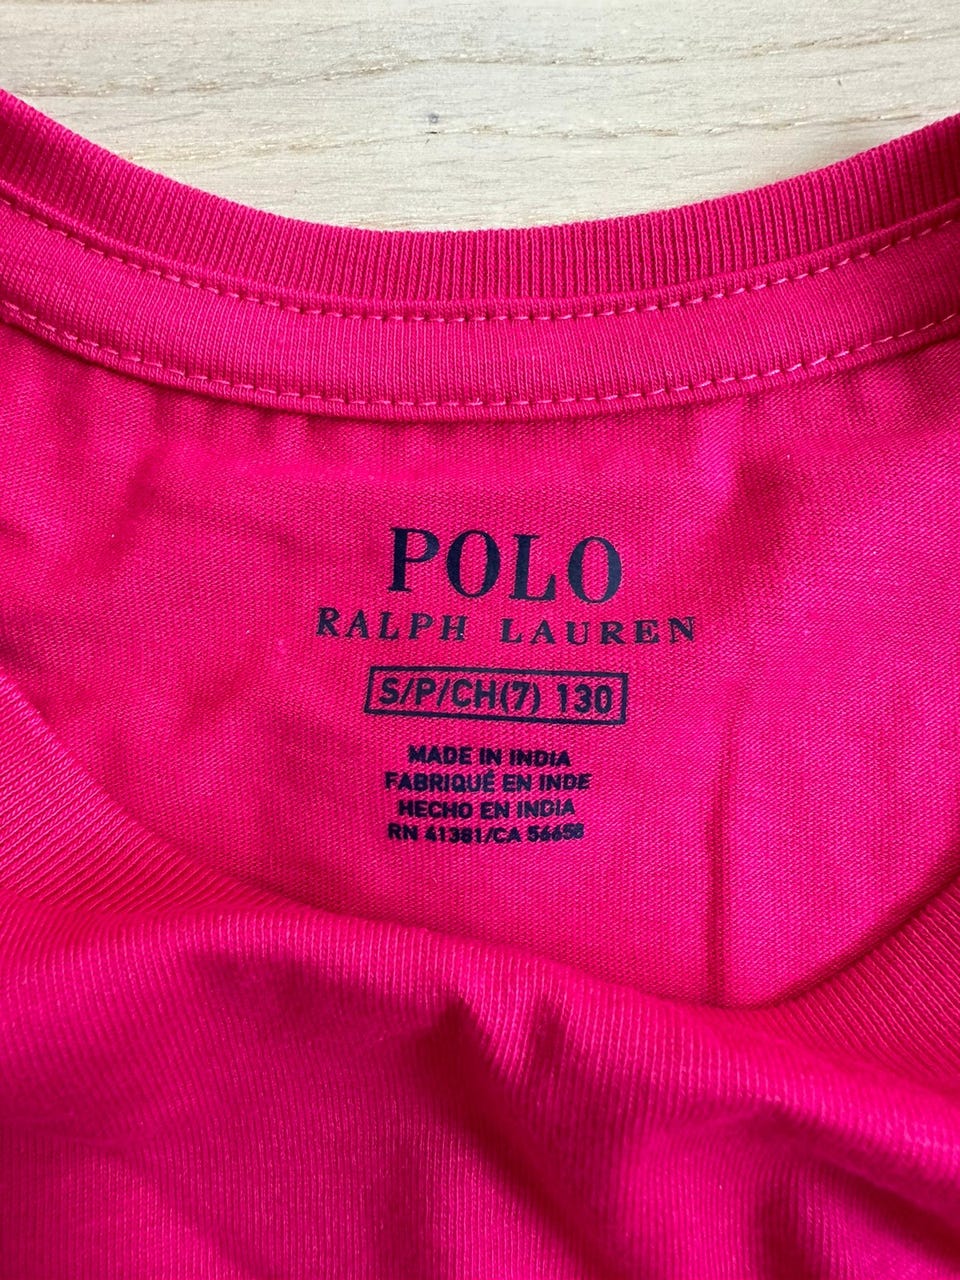 POLO
RALPH LAUREN
S/P/CH(7) 130
MADE IN INDIA
FABRIQUÉ EN INDE
HECHO EN INDIA
RN 41381/CA 56658